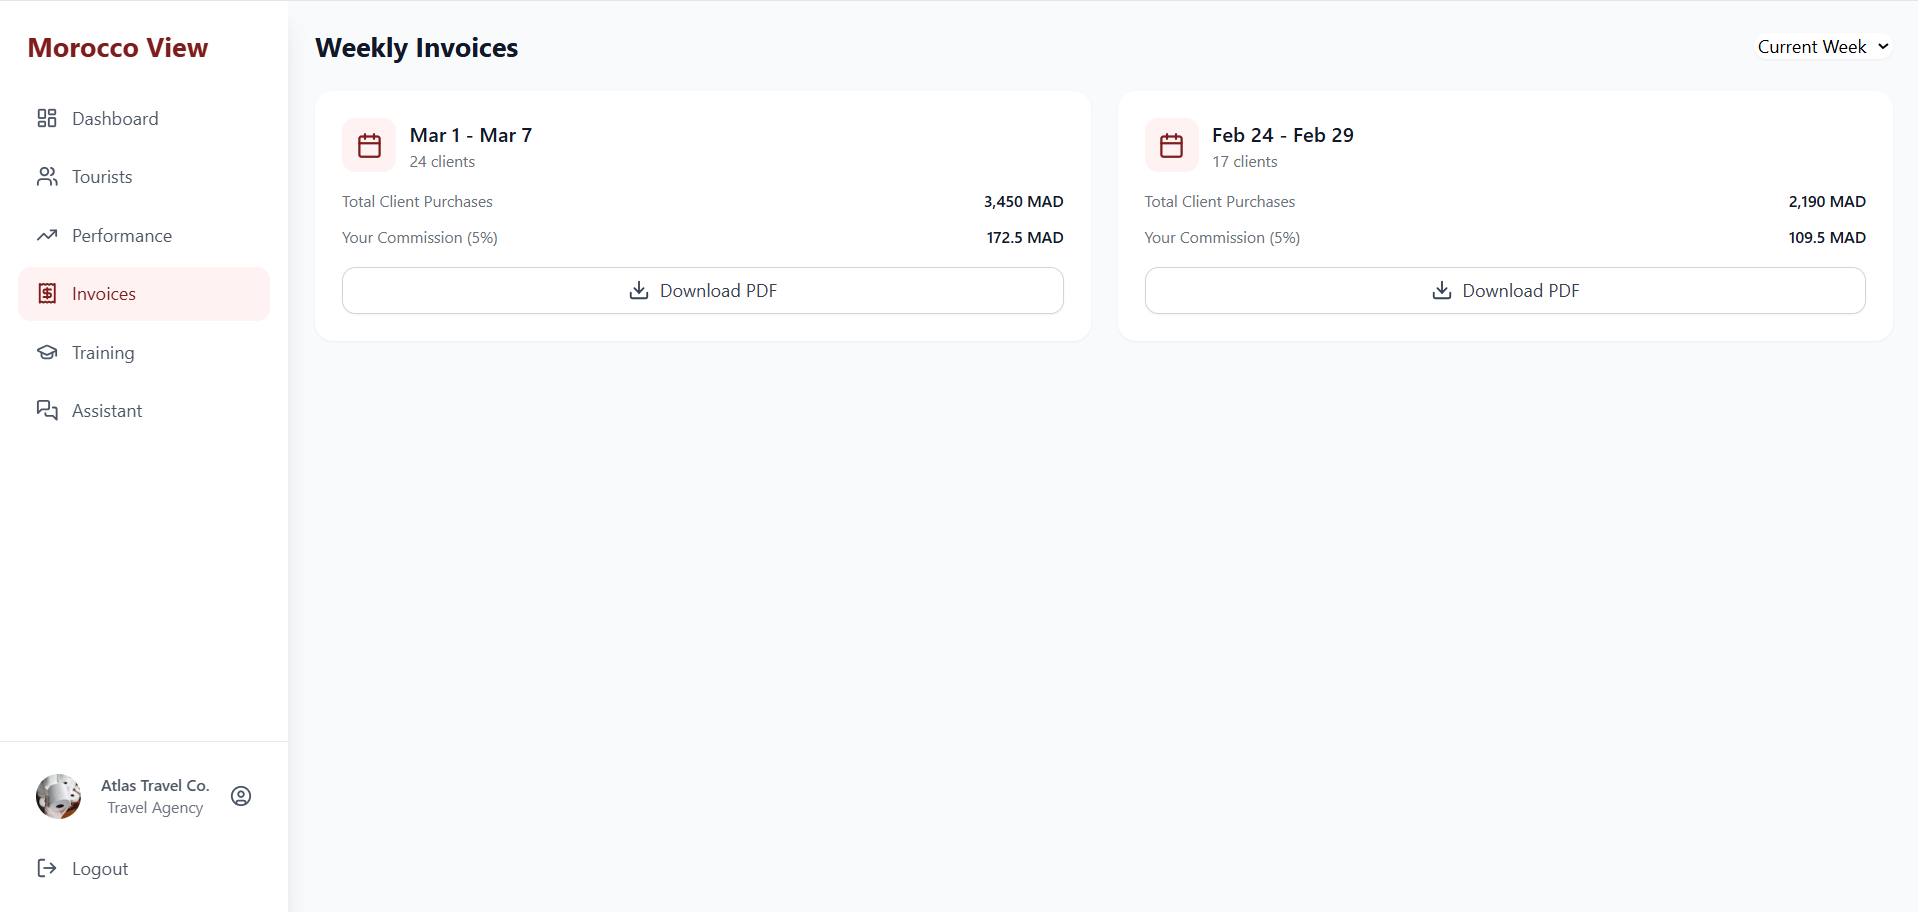 Morocco View
Dashboard
Tourists
Performance
Invoices
Training
Assistant
Atlas Travel Co.
Travel Agency
Logout
Weekly Invoices
Current Week
Mar 1 - Mar 7
24 clients
Total Client Purchases 3,450 MAD
Your Commission (5%) 172.5 MAD
Download PDF
Feb 24 - Feb 29
17 clients
Total Client Purchases 2,190 MAD
Your Commission (5%) 109.5 MAD
Download PDF